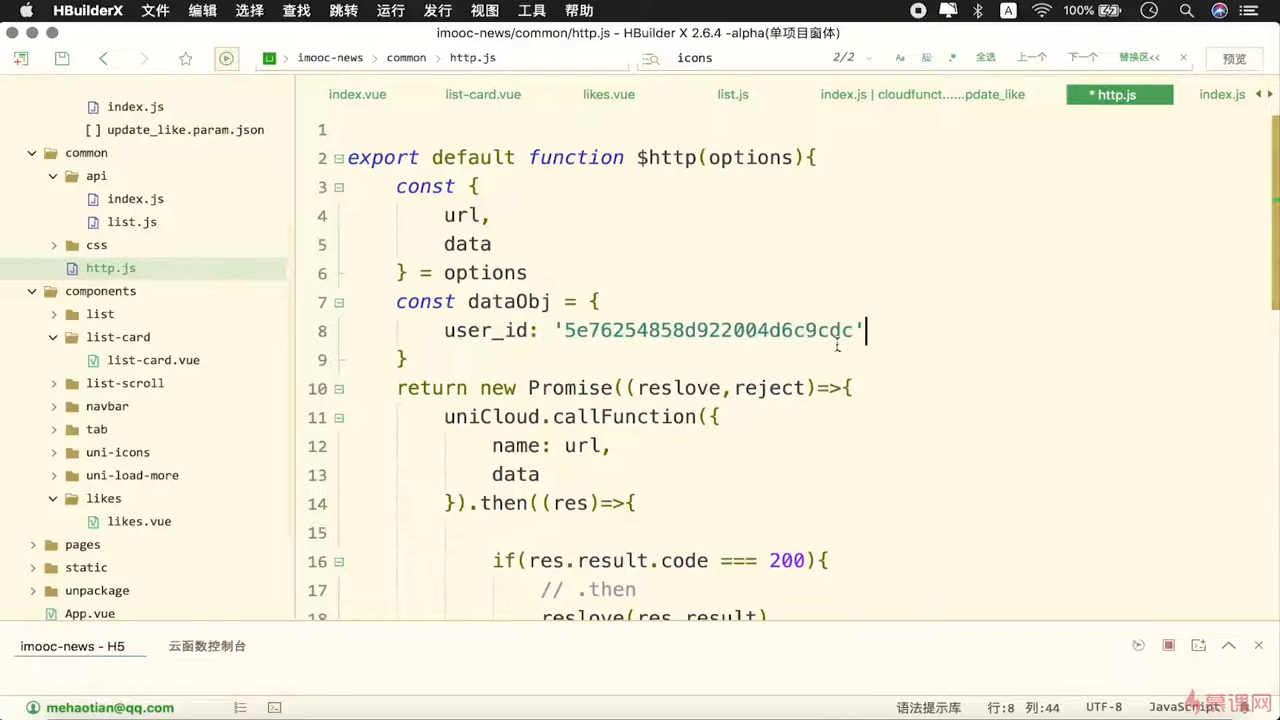 HBuilderX 文件 编辑 选择 查找 跳转 运行 发行 视图 工具 帮助 A 100%
imooc-news/common/http.js - HBuilder X 2.6.4 -alpha(单项目窗体)
imooc-news common http.js icons 2/2 Aa 全选 上一个 下一个 替换区<< 预览
index.vue list-card.vue likes.vue list.js index.js | cloudfunct......pdate_like * http.js index.js
index.js
[ ] update_like.param.json
common
api
index.js
list.js
css
http.js
components
list
list-card
list-card.vue
list-scroll
navbar
tab
uni-icons
uni-load-more
likes
likes.vue
pages
static
unpackage
App.vue
1
2 export default function $http(options){
3 const {
4 url,
5 data
6 } = options
7 const dataObj = {
8 user_id: '5e76254858d922004d6c9cdc'
9 }
10 return new Promise((reslove,reject)=>{
11 uniCloud.callFunction({
12 name: url,
13 data
14 }).then((res)=>{
15
16 if(res.result.code === 200){
17 // .then
18 reslove(res.result)
imooc-news - H5 云函数控制台
mehaotian@qq.com 语法提示库 行:8 列:44 UTF-8 JavaScript
慕课网